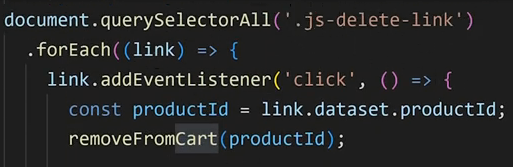 document.querySelectorAll('.js-delete-link')
.forEach((link) => {
link.addEventListener('click', () => {
const productId = link.dataset.productId;
removeFromCart(productId);